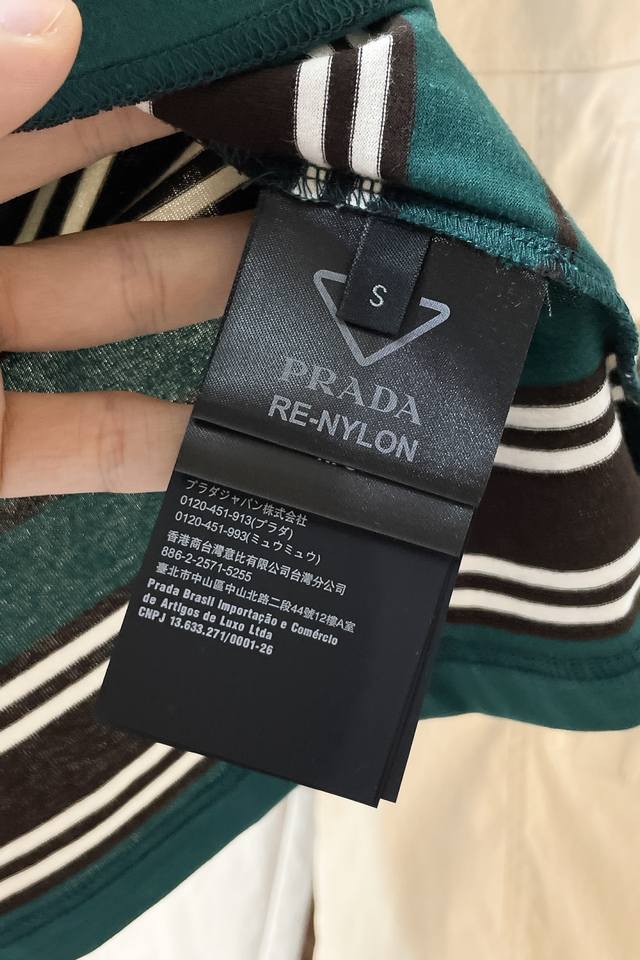 S
PRADA
RE-NYLON
プラダジャパン株式会社
0120-451-913(プラダ)
0120-451-993(ミュウミュウ)
香港商台灣意比有限公司台灣分公司
886-2-2571-5255
臺北市中山區中山北路二段44號12樓A室
Prada Brasil Importação e Comércio
de Artigos de Luxo Ltda
CNPJ 13.633.271/0001-26